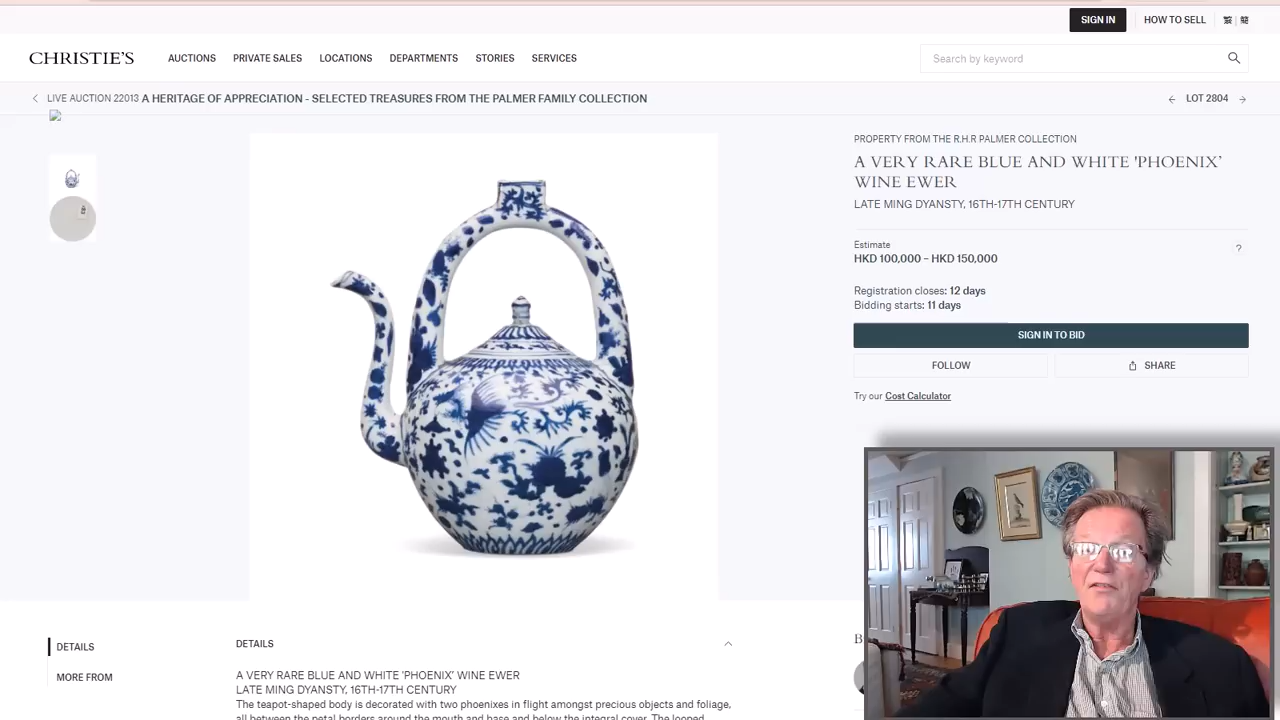 SIGN IN
HOW TO SELL
繁 | 簡
CHRISTIE'S
AUCTIONS
PRIVATE SALES
LOCATIONS
DEPARTMENTS
STORIES
SERVICES
Search by keyword
LIVE AUCTION 22013 A HERITAGE OF APPRECIATION - SELECTED TREASURES FROM THE PALMER FAMILY COLLECTION
LOT 2804
PROPERTY FROM THE R.H.R PALMER COLLECTION
A VERY RARE BLUE AND WHITE 'PHOENIX’
WINE EWER
LATE MING DYANSTY, 16TH-17TH CENTURY
Estimate
?
HKD 100,000 – HKD 150,000
Registration closes: 12 days
Bidding starts: 11 days
SIGN IN TO BID
FOLLOW
SHARE
Try our Cost Calculator
DETAILS
MORE FROM
DETAILS
A VERY RARE BLUE AND WHITE 'PHOENIX’ WINE EWER
LATE MING DYANSTY, 16TH-17TH CENTURY
The teapot-shaped body is decorated with two phoenixes in flight amongst precious objects and foliage,
all between the petal borders around the mouth and base and below the integral cover. The looped